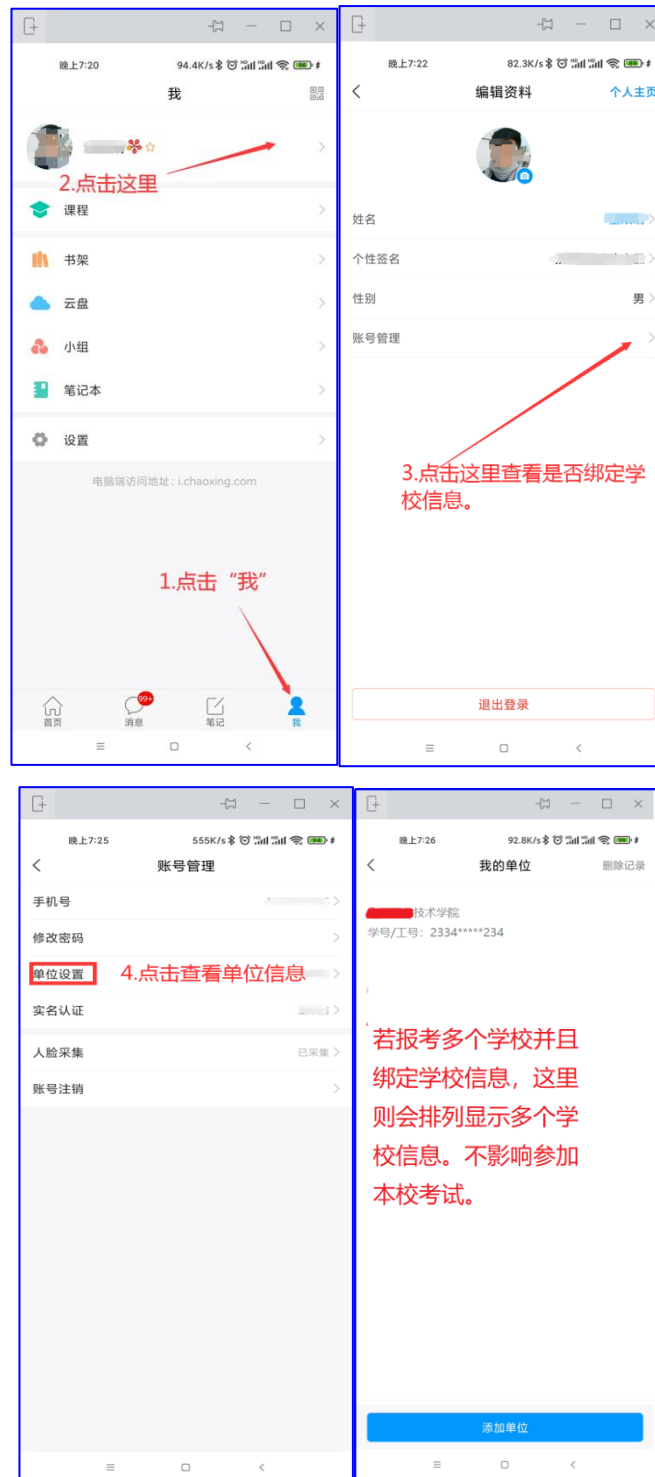 晚上7:20
94.4K/s
我
2.点击这里
课程
书架
云盘
小组
笔记本
设置
电脑端访问地址：i.chaoxing.com
1.点击“我”
99+
首页
消息
笔记
我
晚上7:22
82.3K/s
编辑资料
个人主页
姓名
个性签名
性别
男
账号管理
3.点击这里查看是否绑定学
校信息。
退出登录
晚上7:25
555K/s
账号管理
手机号
修改密码
单位设置
4.点击查看单位信息
实名认证
人脸采集
已采集
账号注销
晚上7:26
92.8K/s
我的单位
删除记录
技术学院
学号/工号：2334*****234
若报考多个学校并且
绑定学校信息，这里
则会排列显示多个学
校信息。不影响参加
本校考试。
添加单位